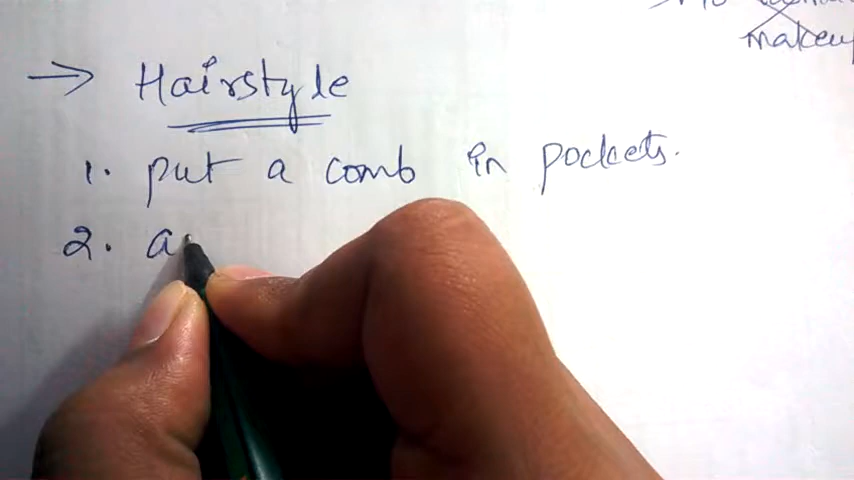 makeup
→ Hairstyle
1. put a comb in pockets.
2. a